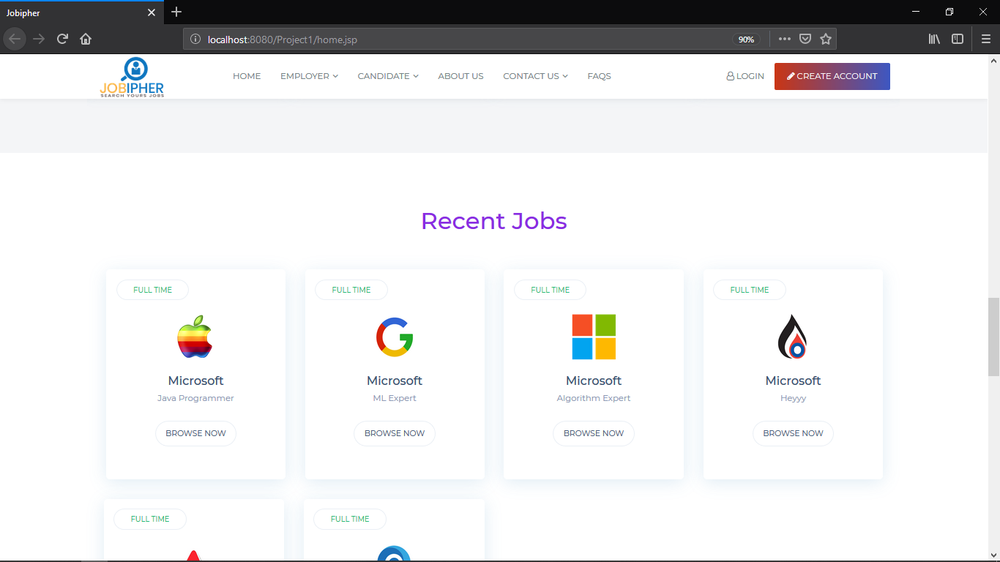 Jobipher
localhost:8080/Project1/home.jsp
90%
JOBIPHER
SEARCH YOURS JOBS
HOME
EMPLOYER
CANDIDATE
ABOUT US
CONTACT US
FAQS
LOGIN
CREATE ACCOUNT
Recent Jobs
FULL TIME
Microsoft
Java Programmer
BROWSE NOW
FULL TIME
Microsoft
ML Expert
BROWSE NOW
FULL TIME
Microsoft
Algorithm Expert
BROWSE NOW
FULL TIME
Microsoft
Heyyy
BROWSE NOW
FULL TIME
FULL TIME